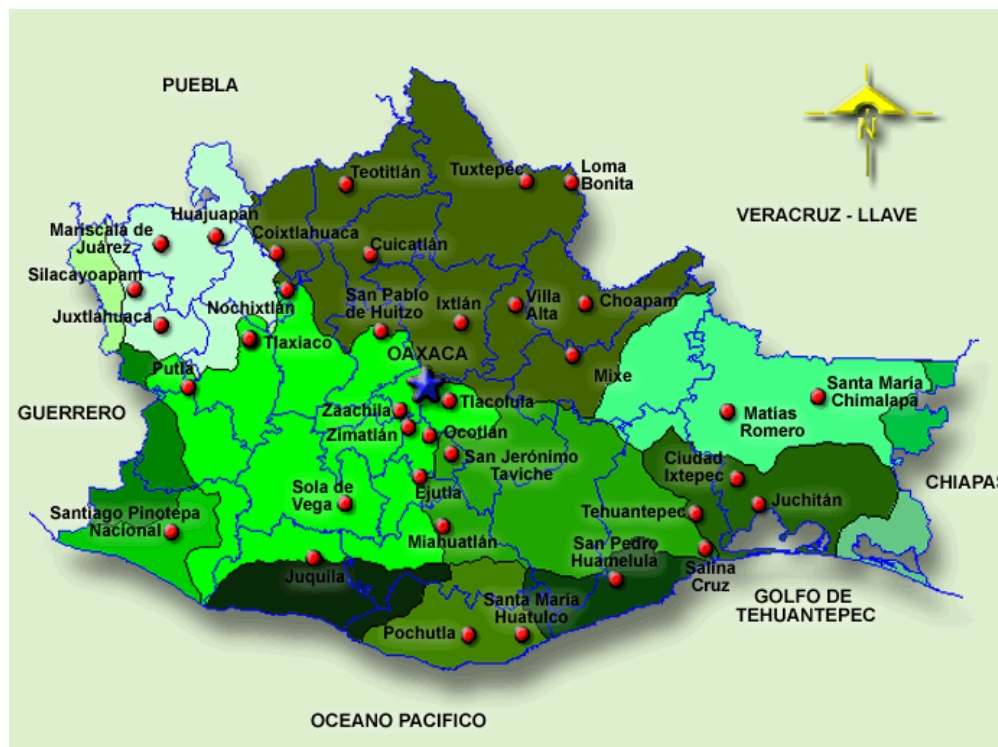 PUEBLA
Teotitlán
Tuxtepec
Loma
Bonita
N
VERACRUZ - LLAVE
Huajuapan
Mariscala de
Juárez
Coixtlahuaca
Cuicatlán
Silacayoapam
Nochixtlán
San Pablo
de Huitzo
Ixtlán
Villa
Alta
Choapam
Juxtlahuaca
Tlaxiaco
OAXACA
Mixe
Putla
Tlacolula
Santa María
Chimalapa
GUERRERO
Zaachila
Zimatlán
Ocotlán
Matías
Romero
San Jerónimo
Taviche
Ciudad
Ixtepec
CHIAPAS
Sola de
Vega
Ejutla
Juchitán
Santiago Pinotepa
Nacional
Tehuantepec
Miahuatlán
San Pedro
Huamelula
Salina
Cruz
Juquila
GOLFO DE
TEHUANTEPEC
Santa María
Huatulco
Pochutla
OCEANO PACIFICO